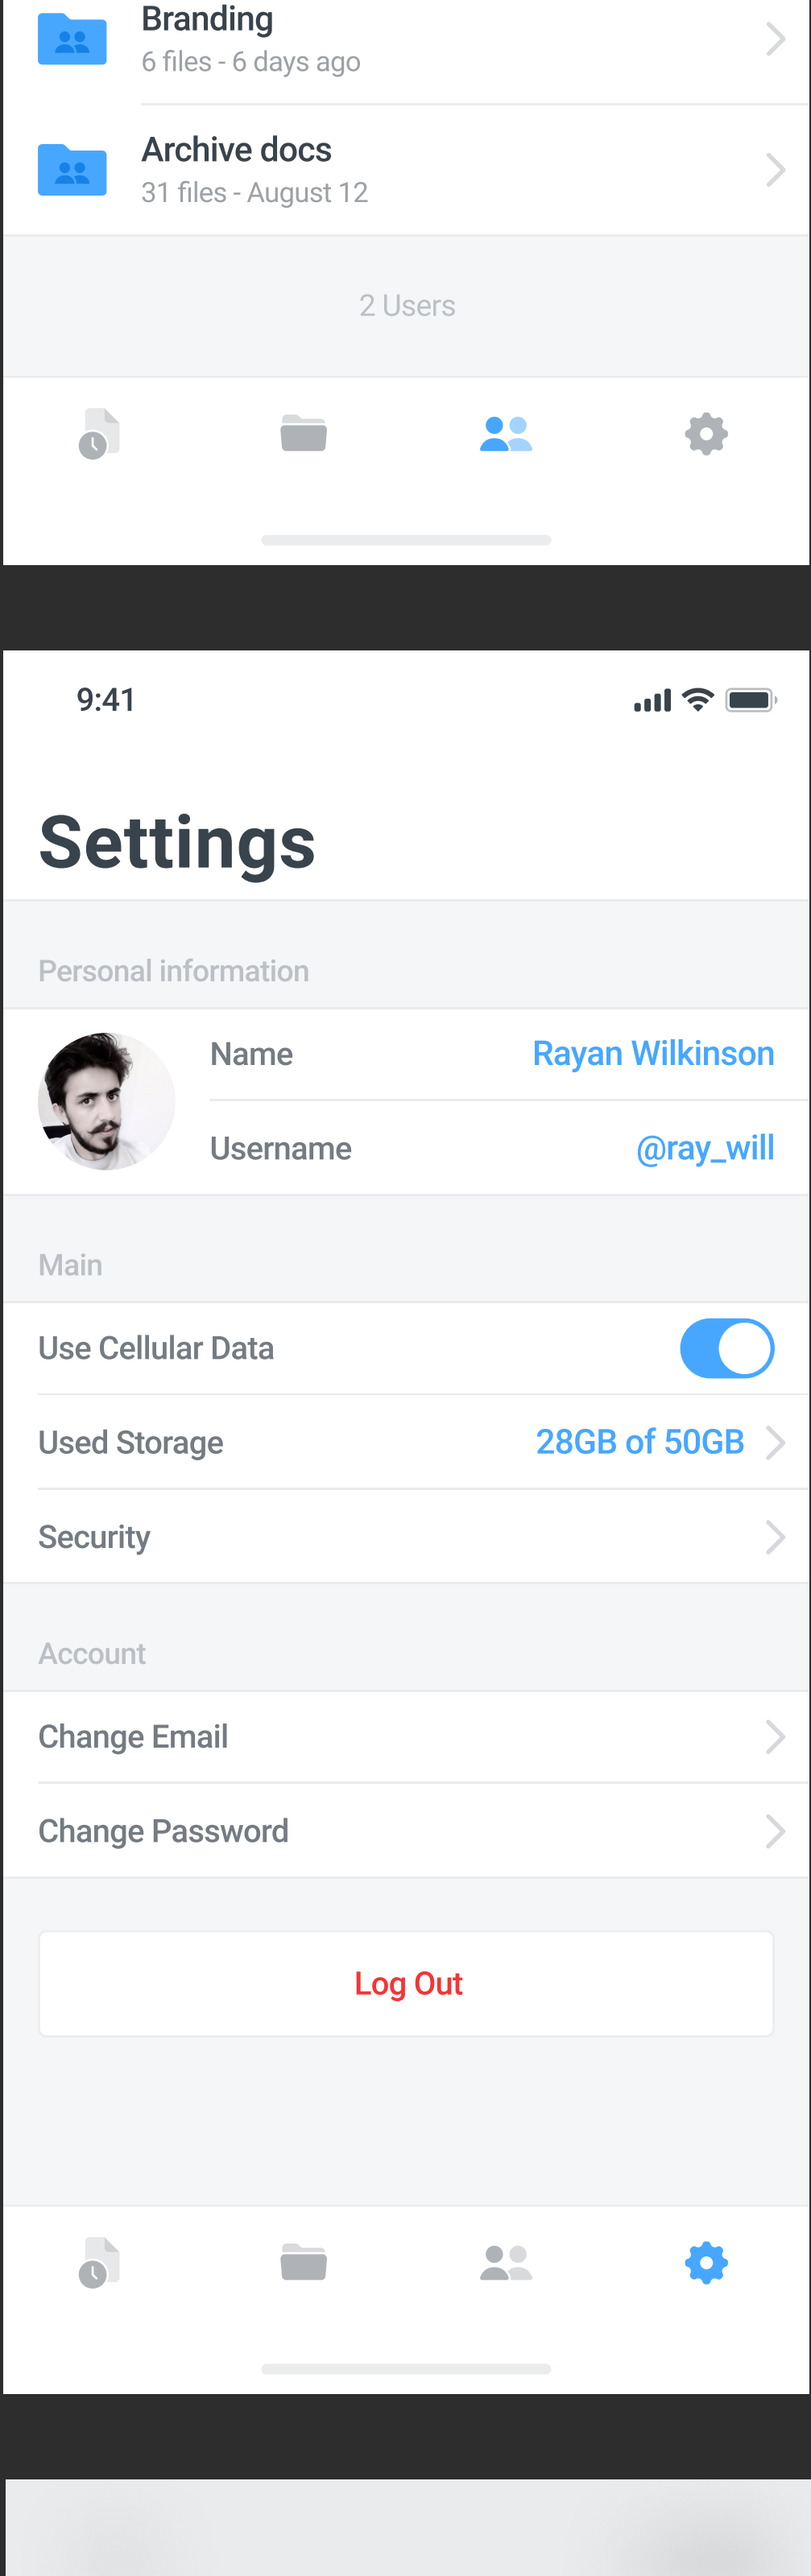 Branding
6 files - 6 days ago
Archive docs
31 files - August 12
2 Users
9:41
Settings
Personal information
Name Rayan Wilkinson
Username @ray_will
Main
Use Cellular Data
Used Storage 28GB of 50GB
Security
Account
Change Email
Change Password
Log Out